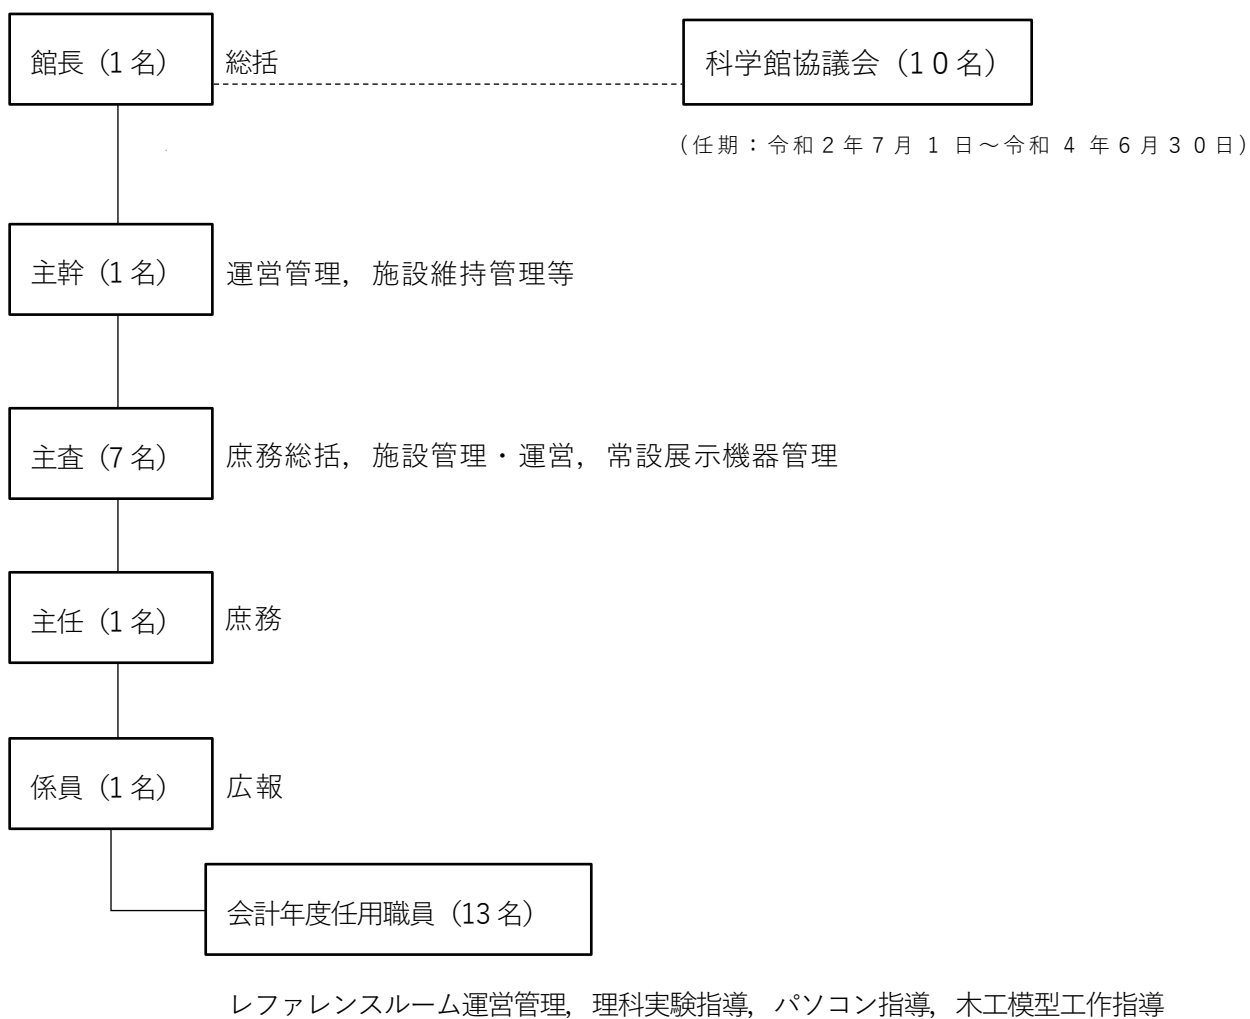 館長（1名） 総括 科学館協議会（10名）
（任期：令和2年7月1日～令和4年6月30日）
主幹（1名） 運営管理，施設維持管理等
主査（7名） 庶務総括，施設管理・運営，常設展示機器管理
主任（1名） 庶務
係員（1名） 広報
会計年度任用職員（13名）
レファレンスルーム運営管理，理科実験指導，パソコン指導，木工模型工作指導